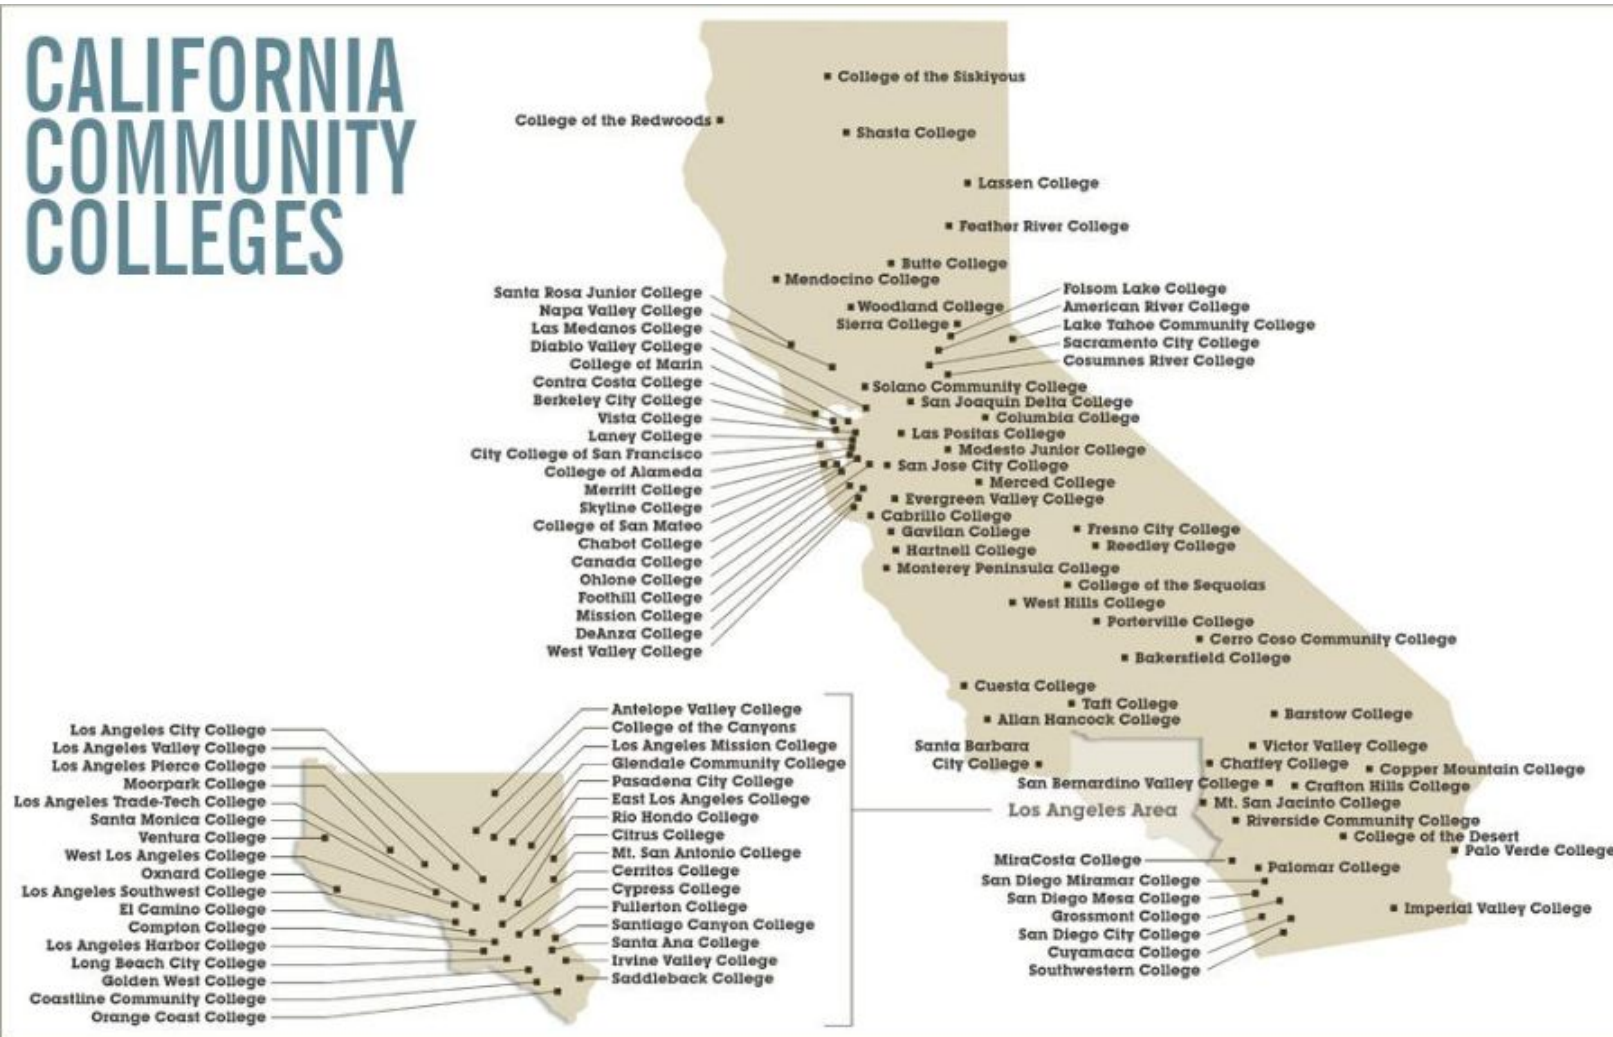 CALIFORNIA
COMMUNITY
COLLEGES
College of the Siskiyous
College of the Redwoods
Shasta College
Lassen College
Feather River College
Butte College
Mendocino College
Woodland College
Sierra College
Folsom Lake College
American River College
Lake Tahoe Community College
Sacramento City College
Cosumnes River College
Santa Rosa Junior College
Napa Valley College
Las Medanos College
Diablo Valley College
College of Marin
Contra Costa College
Berkeley City College
Vista College
Laney College
City College of San Francisco
College of Alameda
Merritt College
Skyline College
College of San Mateo
Chabot College
Canada College
Ohlone College
Foothill College
Mission College
DeAnza College
West Valley College
Solano Community College
San Joaquin Delta College
Columbia College
Las Positas College
Modesto Junior College
San Jose City College
Merced College
Evergreen Valley College
Cabrillo College
Gavilan College
Fresno City College
Hartnell College
Reedley College
Monterey Peninsula College
College of the Sequoias
West Hills College
Porterville College
Cerro Coso Community College
Bakersfield College
Cuesta College
Taft College
Allan Hancock College
Barstow College
Santa Barbara
City College
Victor Valley College
Chaffey College
Copper Mountain College
San Bernardino Valley College
Crafton Hills College
Mt. San Jacinto College
Los Angeles Area
Riverside Community College
College of the Desert
Palo Verde College
MiraCosta College
Palomar College
San Diego Miramar College
San Diego Mesa College
Grossmont College
San Diego City College
Cuyamaca College
Southwestern College
Imperial Valley College
Los Angeles City College
Los Angeles Valley College
Los Angeles Pierce College
Moorpark College
Los Angeles Trade-Tech College
Santa Monica College
Ventura College
West Los Angeles College
Oxnard College
Los Angeles Southwest College
El Camino College
Compton College
Los Angeles Harbor College
Long Beach City College
Golden West College
Coastline Community College
Orange Coast College
Antelope Valley College
College of the Canyons
Los Angeles Mission College
Glendale Community College
Pasadena City College
East Los Angeles College
Rio Hondo College
Citrus College
Mt. San Antonio College
Cerritos College
Cypress College
Fullerton College
Santiago Canyon College
Santa Ana College
Irvine Valley College
Saddleback College